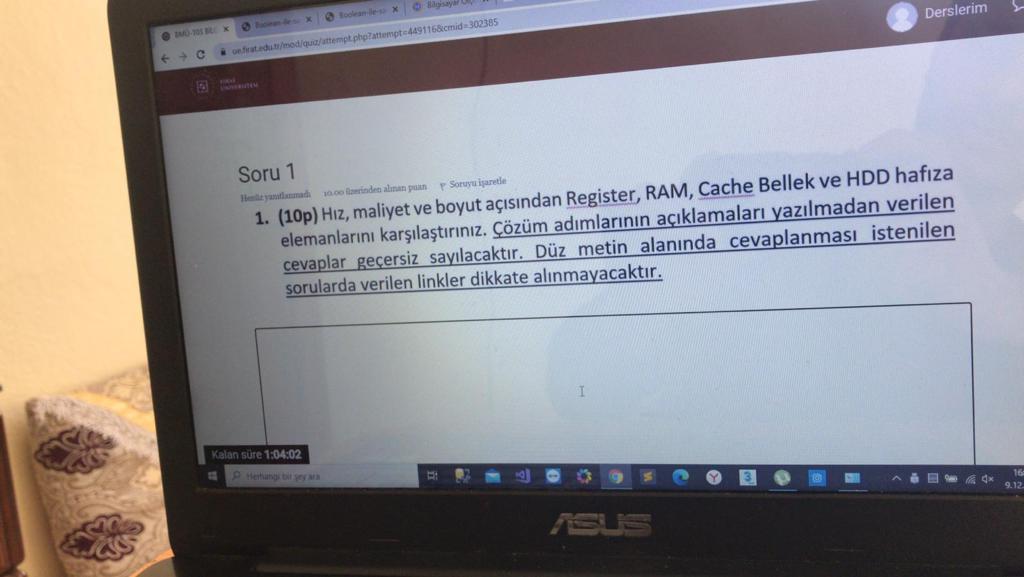 BMÜ-105 BİL
Boolean-ile-so
Boolean-ile-so
Bilgisayar Org
ue.firat.edu.tr/mod/quiz/attempt.php?attempt=449116&cmid=302385
Derslerim
FIRAT
ÜNİVERSİTESİ
Soru 1
Henüz yanıtlanmadı 10.00 üzerinden alınan puan Soruyu işaretle
1. (10p) Hız, maliyet ve boyut açısından Register, RAM, Cache Bellek ve HDD hafıza
elemanlarını karşılaştırınız. Çözüm adımlarının açıklamaları yazılmadan verilen
cevaplar geçersiz sayılacaktır. Düz metin alanında cevaplanması istenilen
sorularda verilen linkler dikkate alınmayacaktır.
Kalan süre 1:04:02
Herhangi bir şey ara
9.12.
ASUS